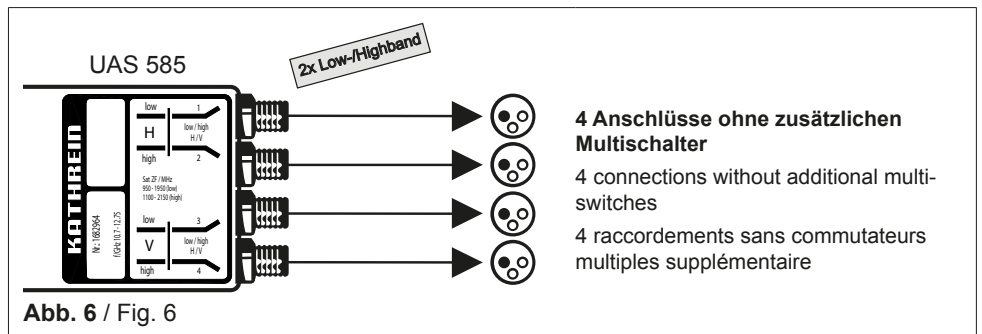 UAS 585
2x Low-/Highband
KATHREIN
Nr.: 1682964
f/GHz 10.7 - 12.75
low 1
H
low / high
H / V
high 2
Sat ZF / MHz
950 - 1950 (low)
1100 - 2150 (high)
low 3
V
low / high
H / V
high 4
4 Anschlüsse ohne zusätzlichen
Multischalter
4 connections without additional multi-
switches
4 raccordements sans commutateurs
multiples supplémentaire
Abb. 6 / Fig. 6